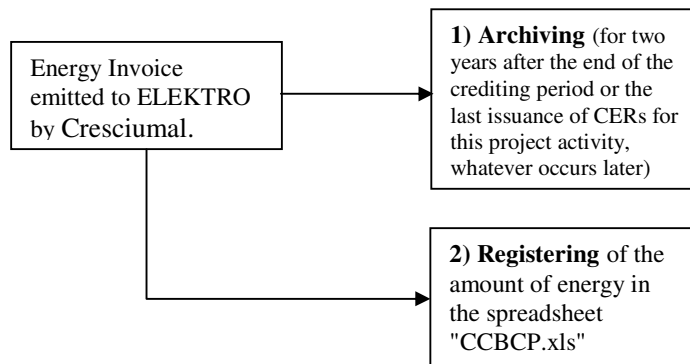 Energy Invoice
emitted to ELEKTRO
by Cresciumal.
1) Archiving (for two
years after the end of the
crediting period or the
last issuance of CERs for
this project activity,
whatever occurs later)
2) Registering of the
amount of energy in
the spreadsheet
"CCBCP.xls"